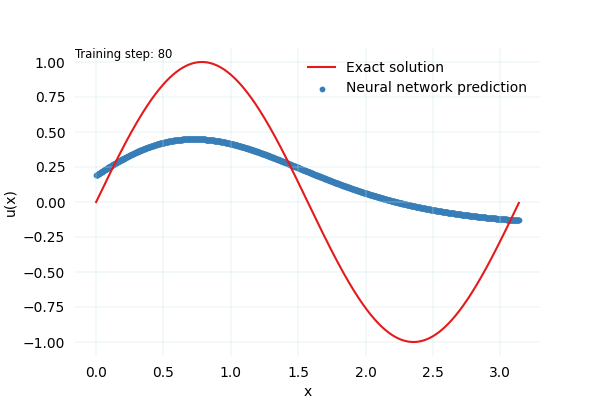 Training step: 80
Exact solution
Neural network prediction
1.00
0.75
0.50
0.25
0.00
−0.25
−0.50
−0.75
−1.00
u(x)
0.0 0.5 1.0 1.5 2.0 2.5 3.0
x